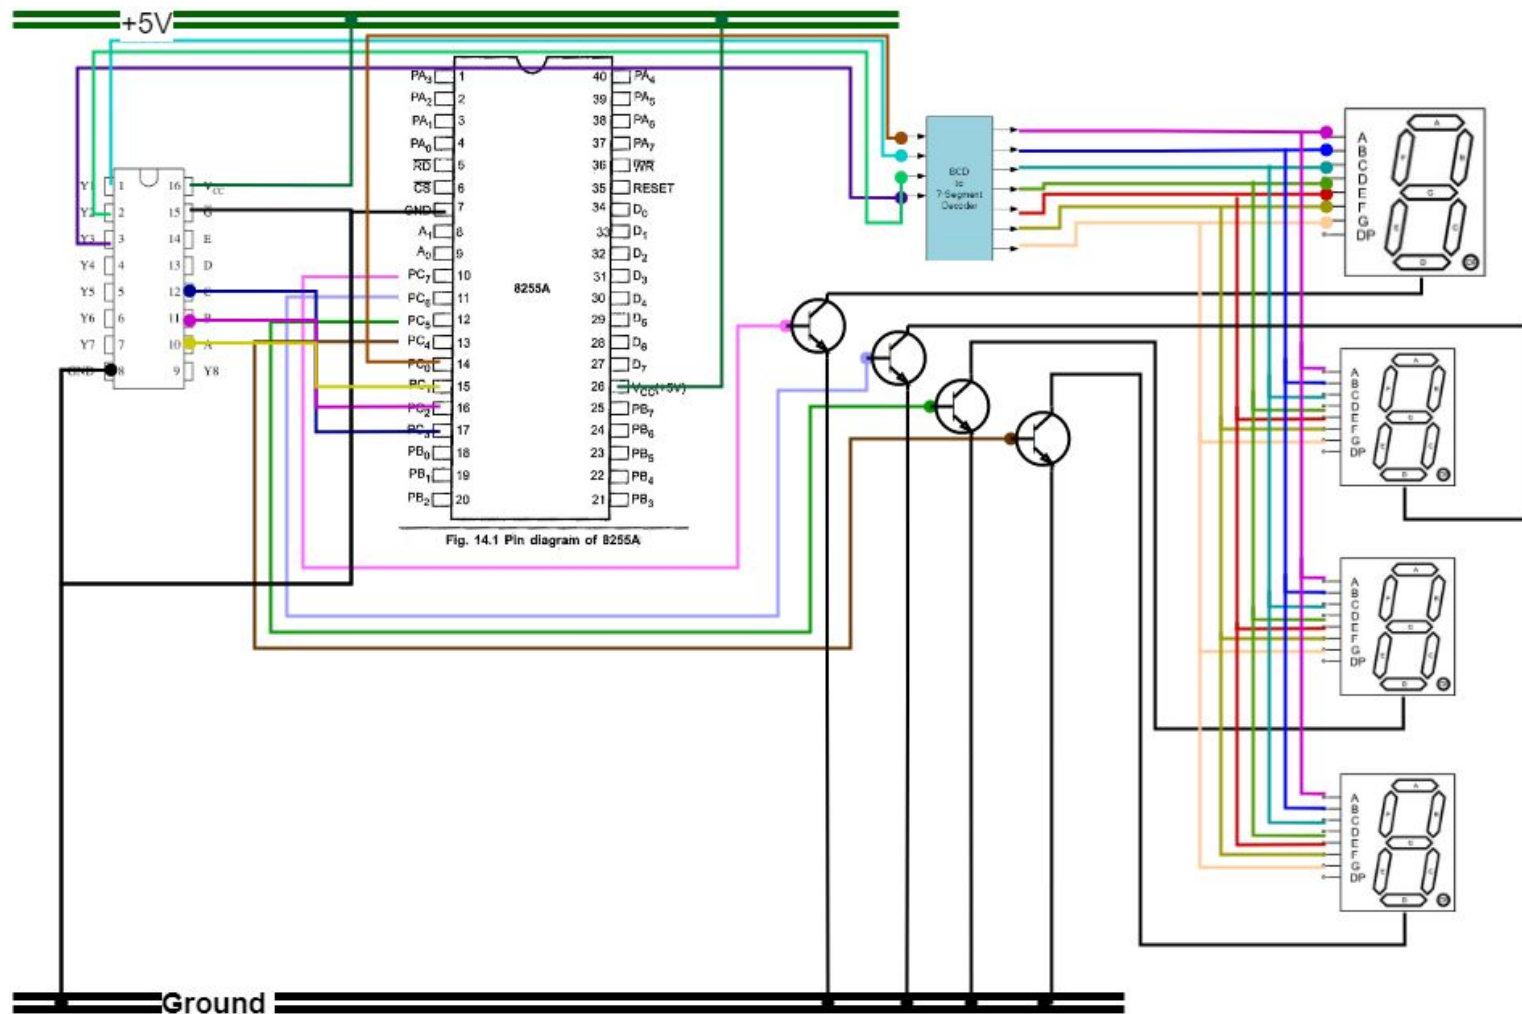 +5V
Y1 1 16 VCC
Y2 2 15 G
Y3 3 14 E
Y4 4 13 D
Y5 5 12 C
Y6 6 11 B
Y7 7 10 A
GND 8 9 Y8
PA3 1 40 PA4
PA2 2 39 PA5
PA1 3 38 PA6
PA0 4 37 PA7
RD 5 36 WR
CS 6 35 RESET
GND 7 34 D0
A1 8 33 D1
A0 9 32 D2
PC7 10 31 D3
PC6 11 30 D4
PC5 12 29 D5
PC4 13 28 D6
PC0 14 27 D7
PC1 15 26 VCC(+5V)
PC2 16 25 PB7
PC3 17 24 PB6
PB0 18 23 PB5
PB1 19 22 PB4
PB2 20 21 PB3
8255A
Fig. 14.1 Pin diagram of 8255A
BCD
to
7-Segment
Decoder
A
B
C
D
E
F
G
DP
A
F B
G
E C
D
A
B
C
D
E
F
G
DP
A
F B
G
E C
D
A
B
C
D
E
F
G
DP
A
F B
G
E C
D
A
B
C
D
E
F
G
DP
A
F B
G
E C
D
Ground